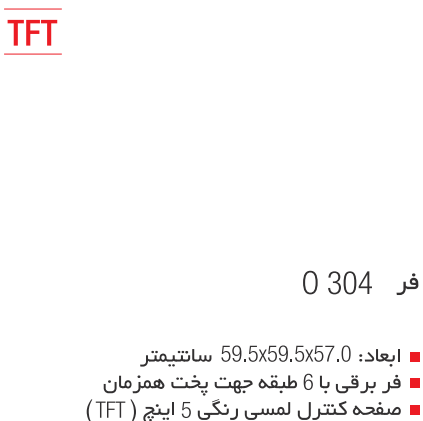 TFT
فر O 304
ابعاد: 59.5x59.5x57.0 سانتیمتر
فر برقی با 6 طبقه جهت پخت همزمان
صفحه کنترل لمسی رنگی 5 اینچ ( TFT )